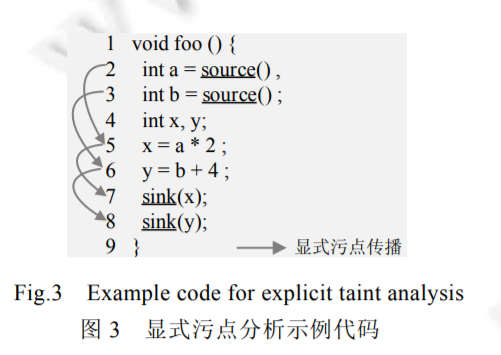 1 void foo () {
2 int a = source() ,
3 int b = source() ;
4 int x, y;
5 x = a * 2 ;
6 y = b + 4 ;
7 sink(x);
8 sink(y);
9 } 显式污点传播
Fig.3 Example code for explicit taint analysis
图 3 显式污点分析示例代码